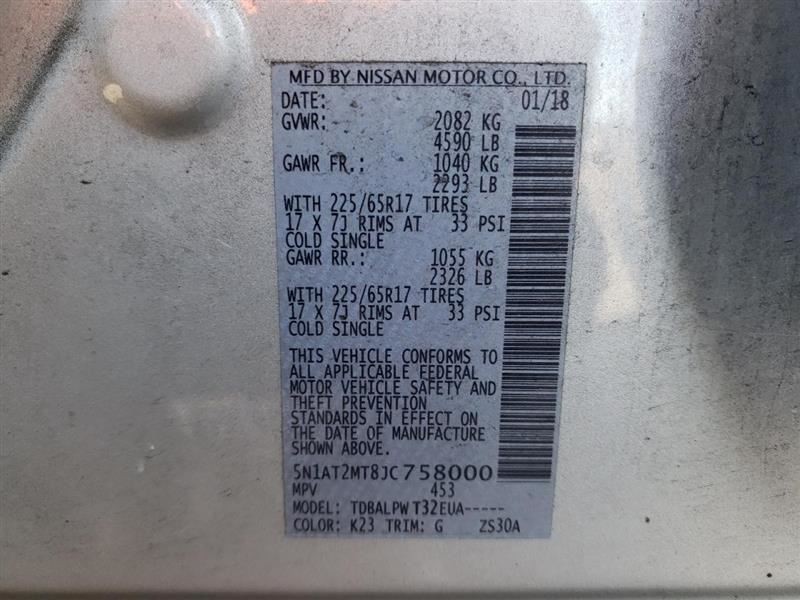 MFD BY NISSAN MOTOR CO., LTD.
DATE: 01/18
GVWR: 2082 KG
4590 LB
GAWR FR.: 1040 KG
2293 LB
WITH 225/65R17 TIRES
17 X 7J RIMS AT 33 PSI
COLD SINGLE
GAWR RR.: 1055 KG
2326 LB
WITH 225/65R17 TIRES
17 X 7J RIMS AT 33 PSI
COLD SINGLE
THIS VEHICLE CONFORMS TO
ALL APPLICABLE FEDERAL
MOTOR VEHICLE SAFETY AND
THEFT PREVENTION
STANDARDS IN EFFECT ON
THE DATE OF MANUFACTURE
SHOWN ABOVE.
5N1AT2MT8JC758000
MPV 453
MODEL: TDBALPWT32EUA-----
COLOR: K23 TRIM: G ZS30A